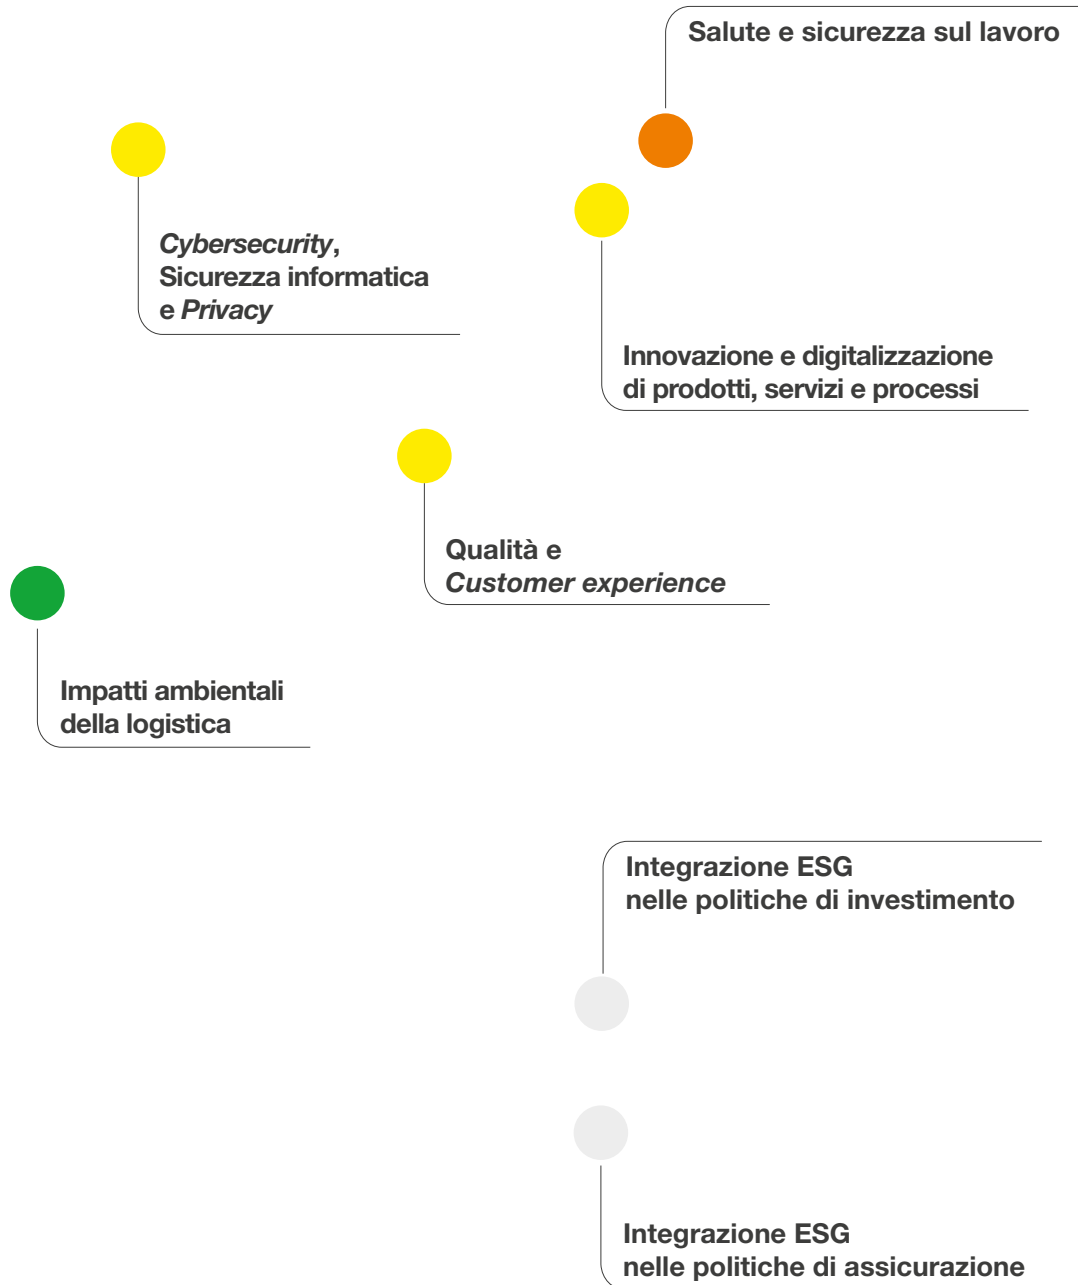 Salute e sicurezza sul lavoro
Cybersecurity,
Sicurezza informatica
e Privacy
Innovazione e digitalizzazione
di prodotti, servizi e processi
Qualità e
Customer experience
Impatti ambientali
della logistica
Integrazione ESG
nelle politiche di investimento
Integrazione ESG
nelle politiche di assicurazione